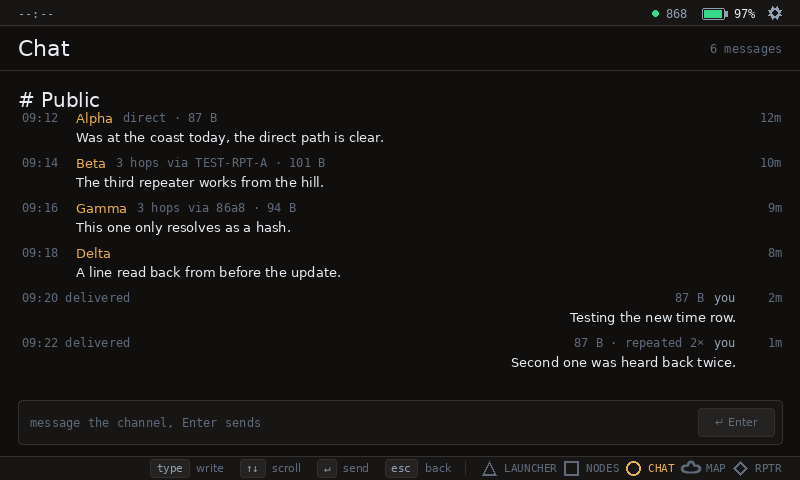 --:-- 868 97%
Chat 6 messages
# Public
09:12 Alpha direct · 87 B 12m
Was at the coast today, the direct path is clear.
09:14 Beta 3 hops via TEST-RPT-A · 101 B 10m
The third repeater works from the hill.
09:16 Gamma 3 hops via 86a8 · 94 B 9m
This one only resolves as a hash.
09:18 Delta 8m
A line read back from before the update.
09:20 delivered 87 B you 2m
Testing the new time row.
09:22 delivered 87 B · repeated 2× you 1m
Second one was heard back twice.
message the channel, Enter sends ↵ Enter
type write ↑↓ scroll ↵ send esc back LAUNCHER NODES CHAT MAP RPTR